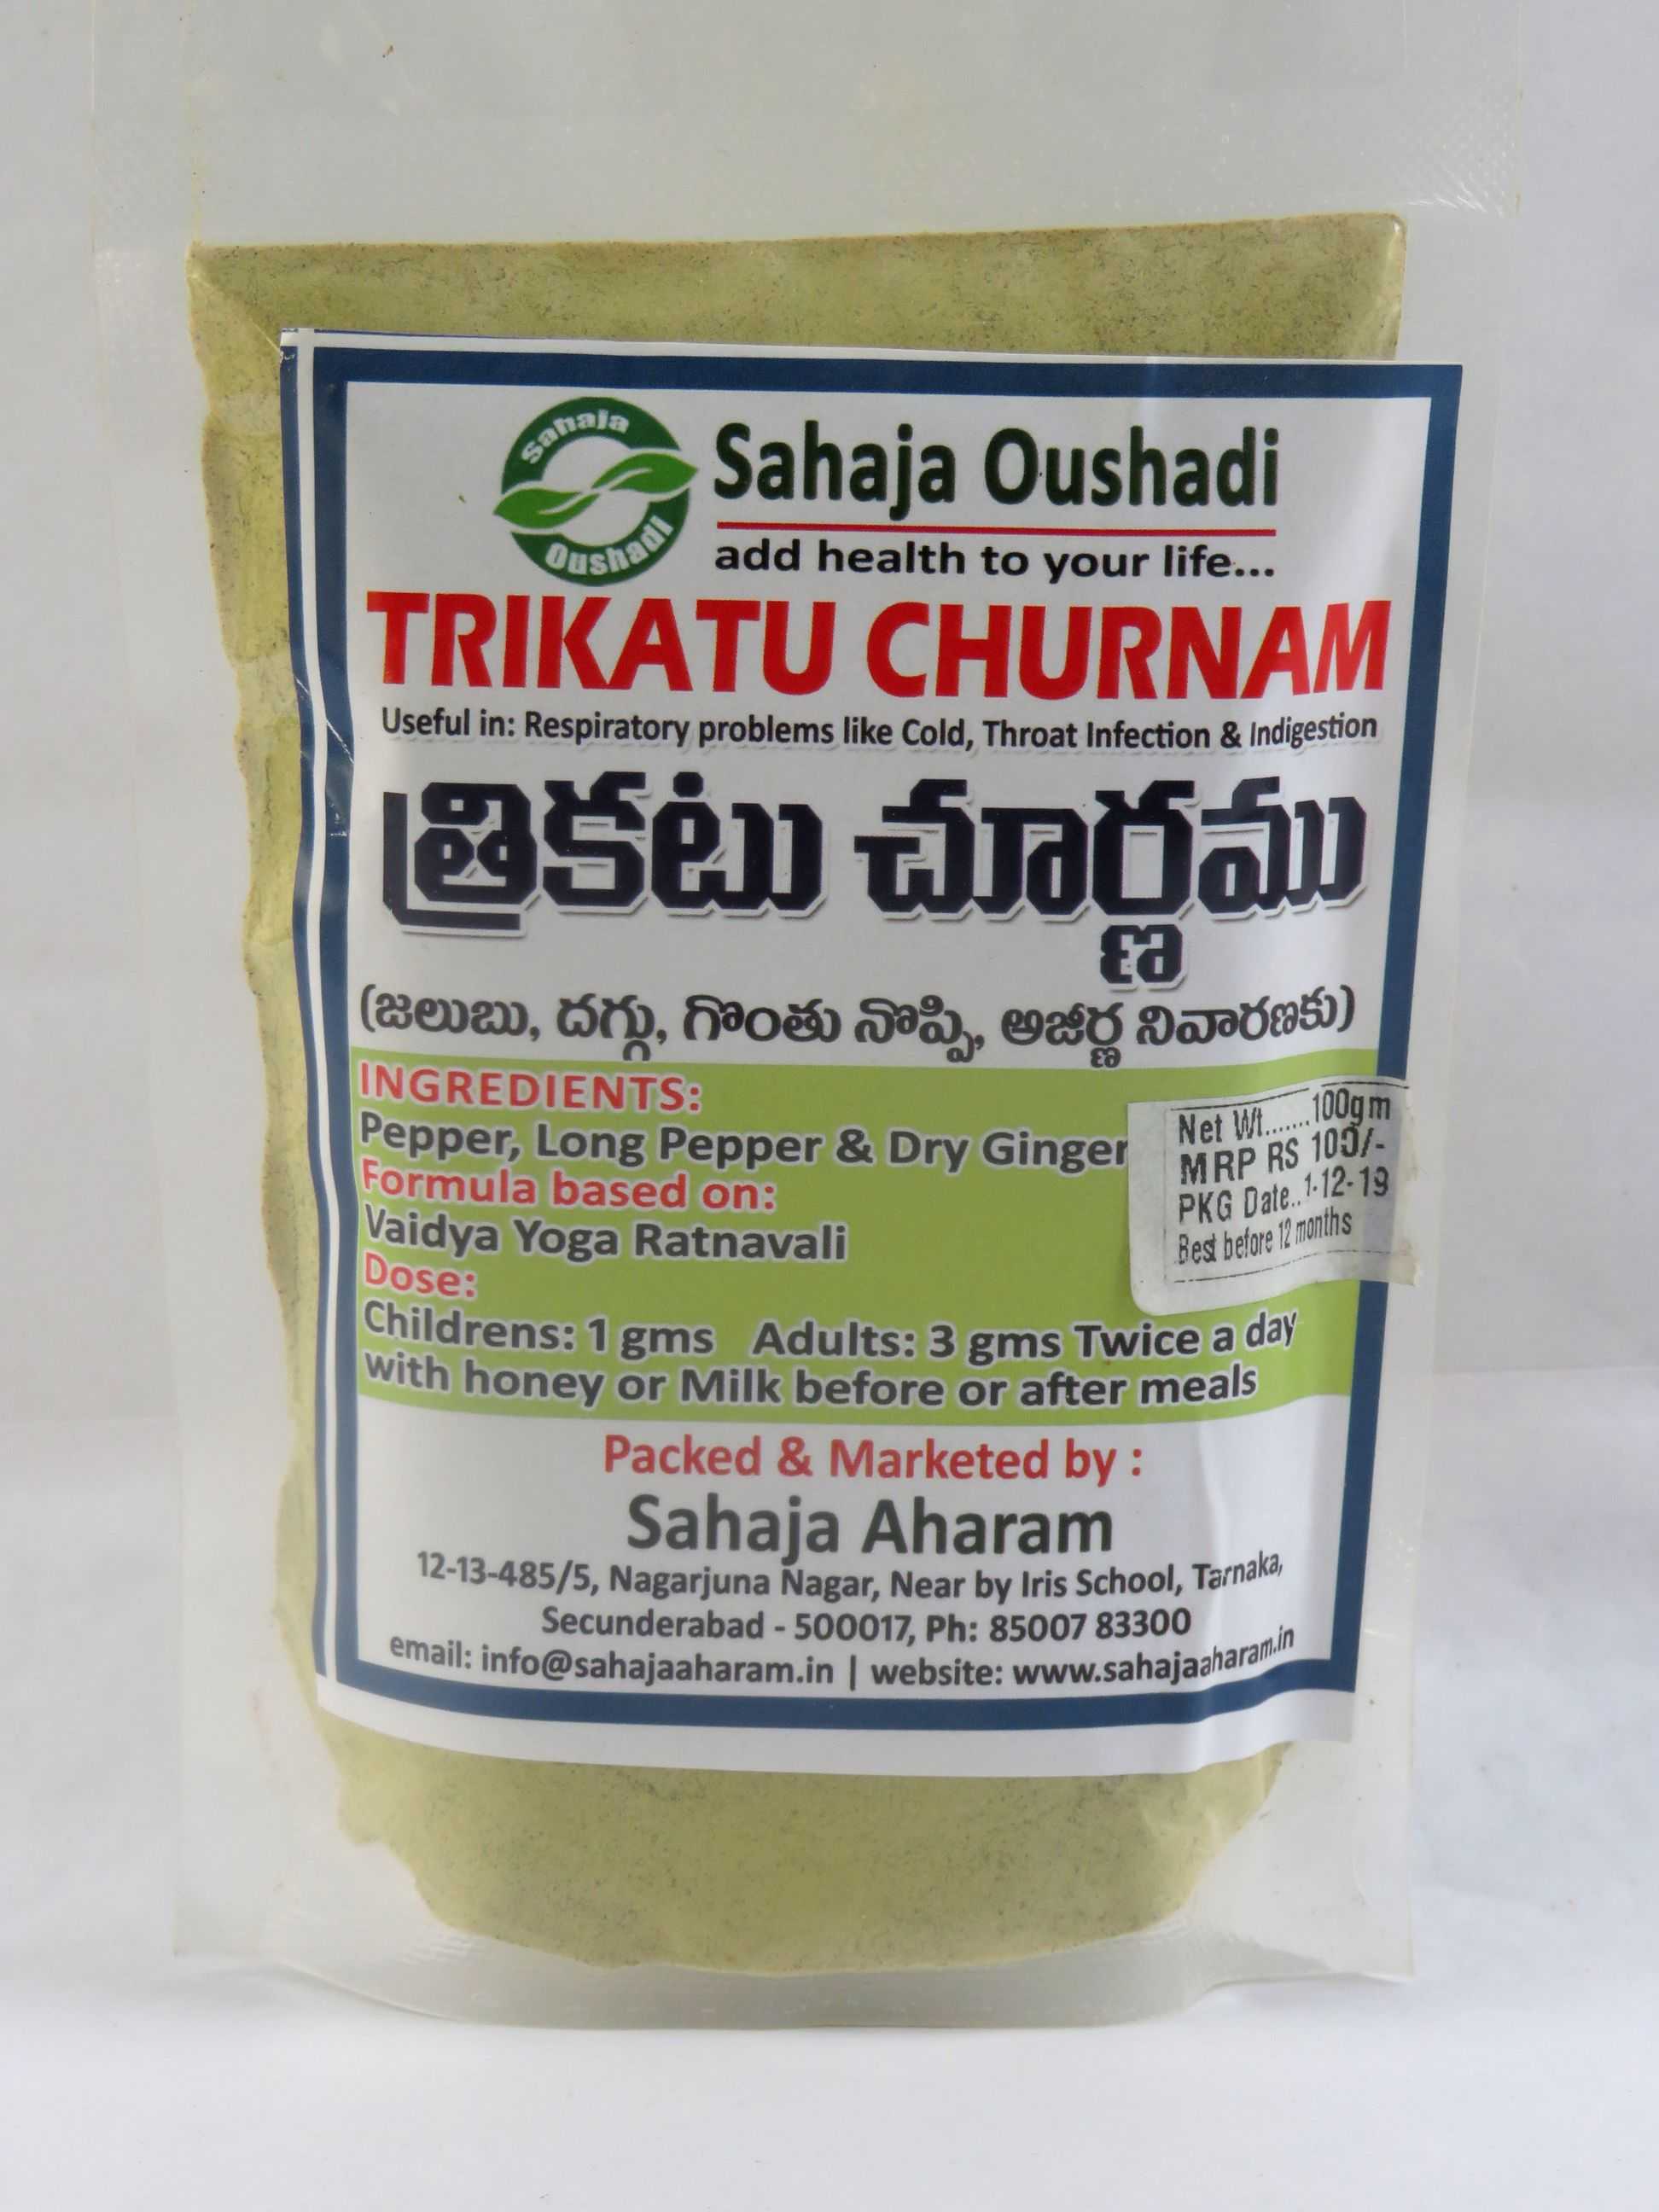 Sahaja
Oushadi
Sahaja Oushadi
add health to your life...
TRIKATU CHURNAM
Useful in: Respiratory problems like Cold, Throat Infection & Indigestion
త్రికటు చూర్ణము
(జలుబు, దగ్గు, గొంతు నొప్పి, అజీర్ణ నివారణకు)
INGREDIENTS:
Pepper, Long Pepper & Dry Ginger
Formula based on:
Vaidya Yoga Ratnavali
Dose:
Childrens: 1 gms Adults: 3 gms Twice a day
with honey or Milk before or after meals
Net Wt.......100gm
MRP RS 100/-
PKG Date..1-12-19
Best before 12 months
Packed & Marketed by :
Sahaja Aharam
12-13-485/5, Nagarjuna Nagar, Near by Iris School, Tarnaka,
Secunderabad - 500017, Ph: 85007 83300
email: info@sahajaaharam.in | website: www.sahajaaharam.in